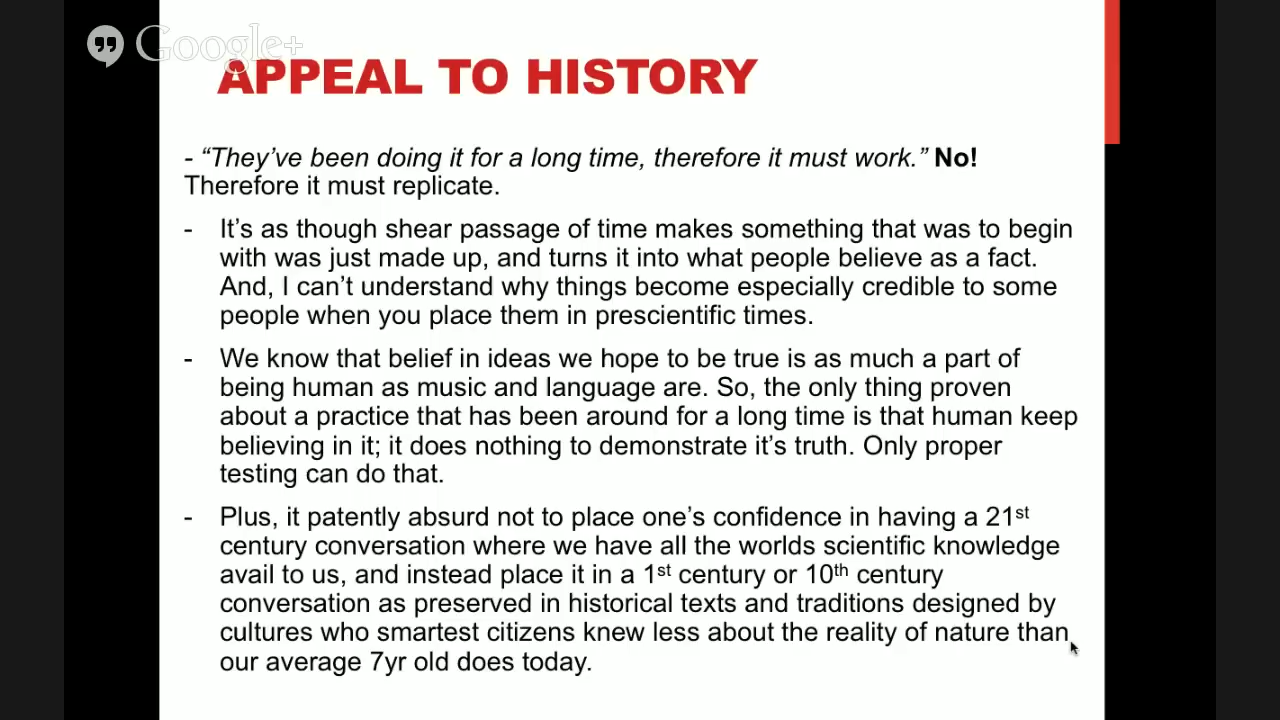 Google+
APPEAL TO HISTORY
- “They’ve been doing it for a long time, therefore it must work.” No!
Therefore it must replicate.
- It’s as though shear passage of time makes something that was to begin
with was just made up, and turns it into what people believe as a fact.
And, I can’t understand why things become especially credible to some
people when you place them in prescientific times.
- We know that belief in ideas we hope to be true is as much a part of
being human as music and language are. So, the only thing proven
about a practice that has been around for a long time is that human keep
believing in it; it does nothing to demonstrate it’s truth. Only proper
testing can do that.
- Plus, it patently absurd not to place one’s confidence in having a 21st
century conversation where we have all the worlds scientific knowledge
avail to us, and instead place it in a 1st century or 10th century
conversation as preserved in historical texts and traditions designed by
cultures who smartest citizens knew less about the reality of nature than
our average 7yr old does today.